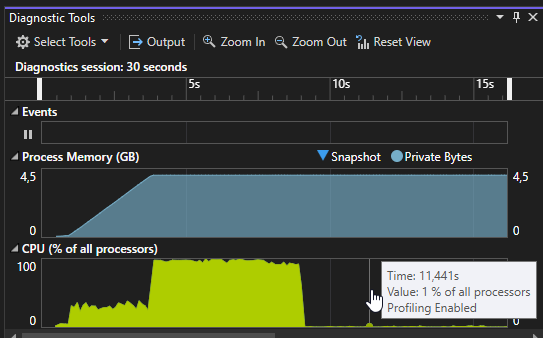 Diagnostic Tools
Select Tools Output Zoom In Zoom Out Reset View
Diagnostics session: 30 seconds
5s 10s 15s
Events
Process Memory (GB) Snapshot Private Bytes
4,5 4,5
0 0
CPU (% of all processors)
100
Time: 11,441s
Value: 1 % of all processors
Profiling Enabled
0 0